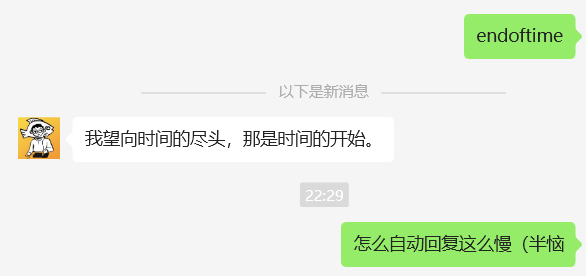 endoftime
以下是新消息
我望向时间的尽头，那是时间的开始。
22:29
怎么自动回复这么慢（半恼